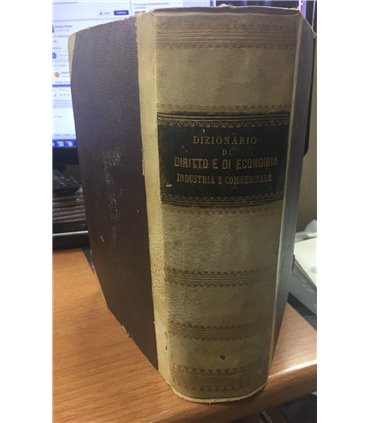 DIZIONARIO
DI
DIRITTO E DI ECONOMIA
INDUSTRIA E COMMERCIALE